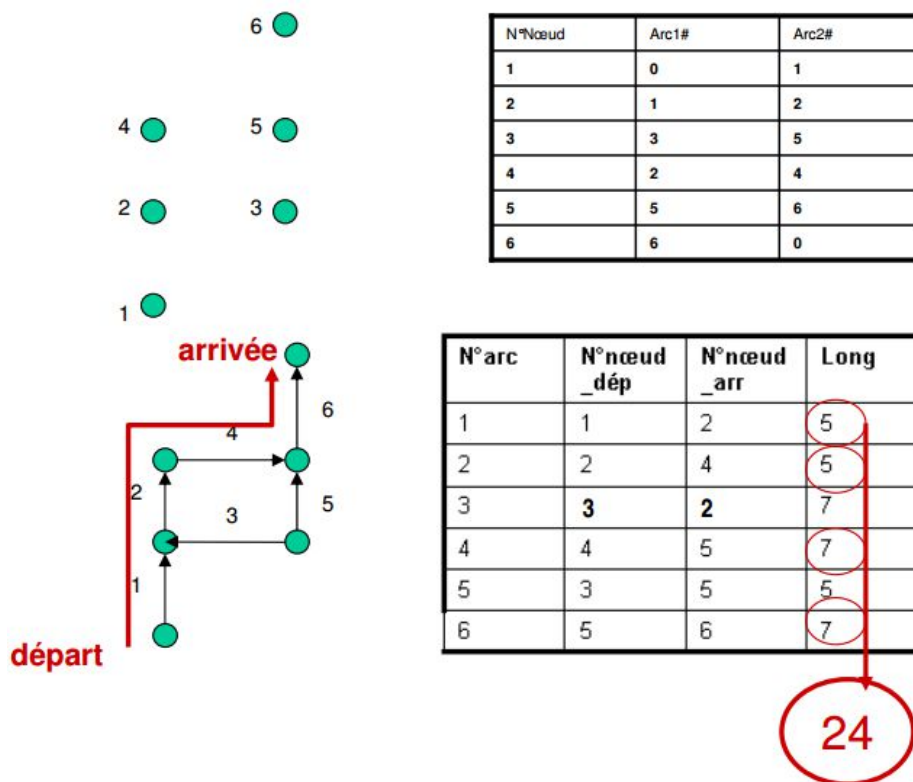 6
4 5
2 3
1
N°Nœud Arc1# Arc2#
1 0 1
2 1 2
3 3 5
4 2 4
5 5 6
6 6 0
arrivée
6
4
2
3 5
1
départ
N°arc N°nœud N°nœud Long
_dép _arr
1 1 2 5
2 2 4 5
3 3 2 7
4 4 5 7
5 3 5 5
6 5 6 7
24